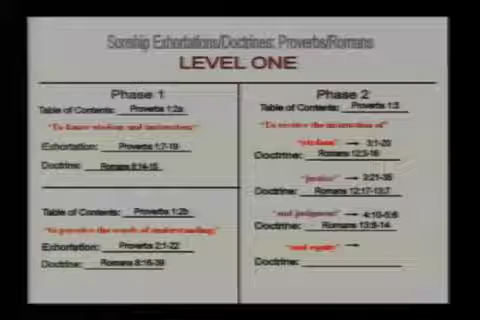 Sonship Exhortations/Doctrines: Proverbs/Romans
LEVEL ONE
Phase 1
Table of Contents: Proverbs 1:2a
"To know wisdom and instruction"
Exhortation: Proverbs 1:7-19
Doctrine: Romans 8:14-15
Table of Contents: Proverbs 1:2b
"to perceive the words of understanding"
Exhortation: Proverbs 2:1-22
Doctrine: Romans 8:16-39
Phase 2
Table of Contents: Proverbs 1:3
"To receive the instruction of"
"wisdom" → 3:1-20
Doctrine: Romans 12:3-16
"justice" → 3:21-35
Doctrine: Romans 12:17-13:7
"and judgment" → 4:10-5:6
Doctrine: Romans 13:8-14
"and equity" →
Doctrine: